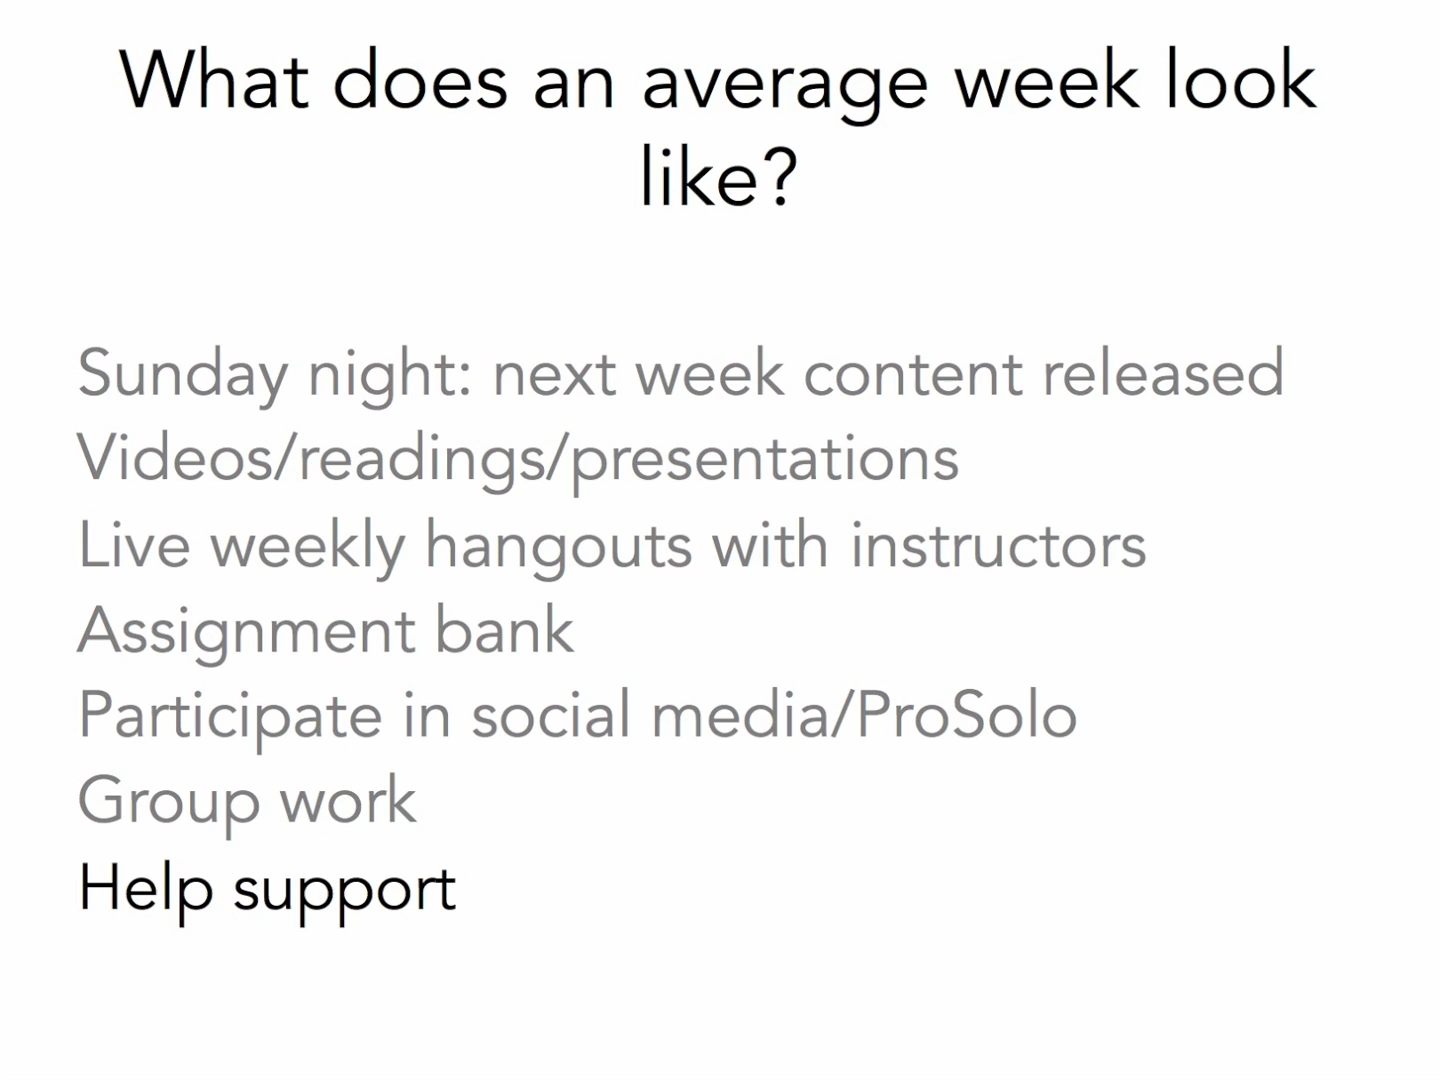 What does an average week look
like?
Sunday night: next week content released
Videos/readings/presentations
Live weekly hangouts with instructors
Assignment bank
Participate in social media/ProSolo
Group work
Help support